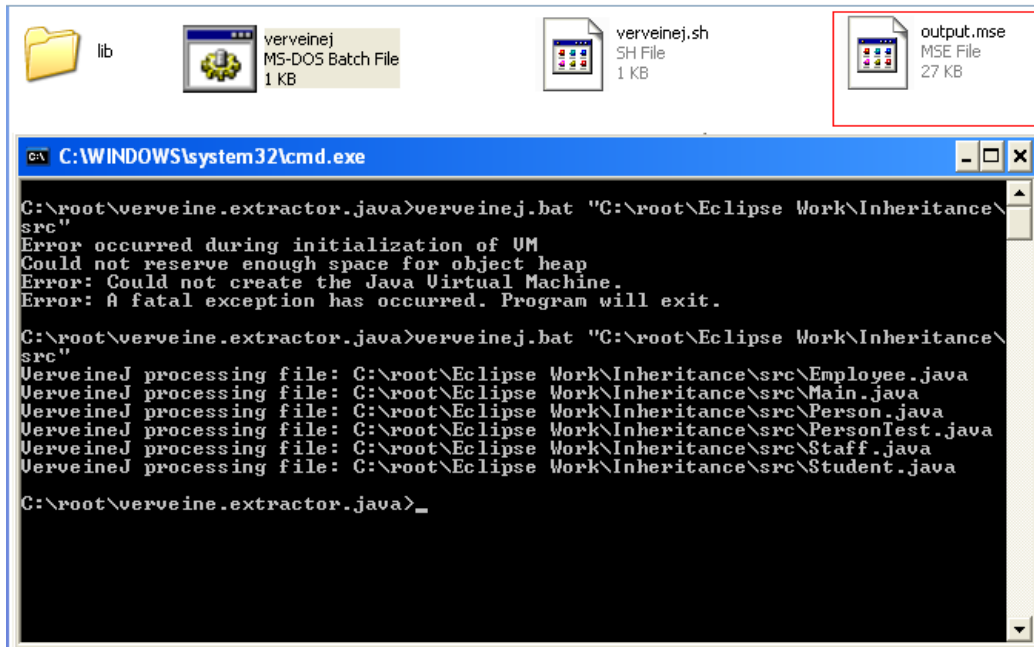 lib
verveinej
MS-DOS Batch File
1 KB
verveinej.sh
SH File
1 KB
output.mse
MSE File
27 KB
C:\WINDOWS\system32\cmd.exe
C:\root\verveine.extractor.java>verveinej.bat "C:\root\Eclipse Work\Inheritance\
src"
Error occurred during initialization of VM
Could not reserve enough space for object heap
Error: Could not create the Java Virtual Machine.
Error: A fatal exception has occurred. Program will exit.
C:\root\verveine.extractor.java>verveinej.bat "C:\root\Eclipse Work\Inheritance\
src"
VerveineJ processing file: C:\root\Eclipse Work\Inheritance\src\Employee.java
VerveineJ processing file: C:\root\Eclipse Work\Inheritance\src\Main.java
VerveineJ processing file: C:\root\Eclipse Work\Inheritance\src\Person.java
VerveineJ processing file: C:\root\Eclipse Work\Inheritance\src\PersonTest.java
VerveineJ processing file: C:\root\Eclipse Work\Inheritance\src\Staff.java
VerveineJ processing file: C:\root\Eclipse Work\Inheritance\src\Student.java
C:\root\verveine.extractor.java>_